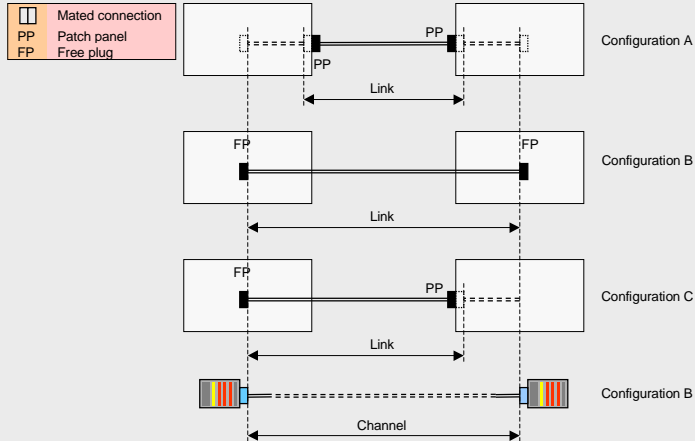 Mated connection
PP Patch panel
FP Free plug
PP
PP
Configuration A
Link
FP
FP
Configuration B
Link
FP
PP
Configuration C
Link
Configuration B
Channel